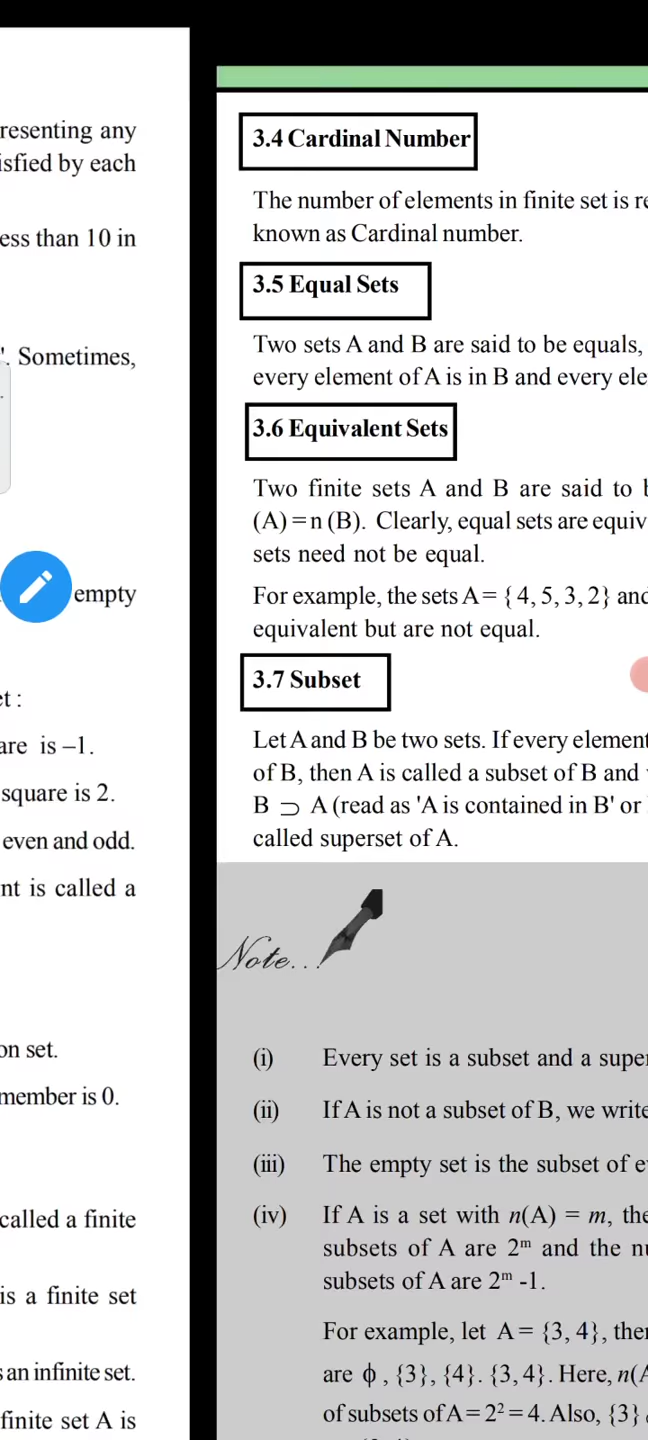 resenting any
isfied by each
ess than 10 in
'. Sometimes,
empty
et :
are is –1.
square is 2.
even and odd.
nt is called a
on set.
member is 0.
called a finite
is a finite set
s an infinite set.
finite set A is
3.4 Cardinal Number
The number of elements in finite set is re
known as Cardinal number.
3.5 Equal Sets
Two sets A and B are said to be equals,
every element of A is in B and every ele
3.6 Equivalent Sets
Two finite sets A and B are said to b
(A) = n (B). Clearly, equal sets are equiv
sets need not be equal.
For example, the sets A = { 4, 5, 3, 2} and
equivalent but are not equal.
3.7 Subset
Let A and B be two sets. If every element
of B, then A is called a subset of B and
B ⊃ A (read as 'A is contained in B' or
called superset of A.
Note...
(i) Every set is a subset and a super
(ii) If A is not a subset of B, we write
(iii) The empty set is the subset of e
(iv) If A is a set with n(A) = m, the
subsets of A are 2ᵐ and the nu
subsets of A are 2ᵐ -1.
For example, let A = {3, 4}, then
are ϕ , {3}, {4}. {3, 4}. Here, n(A
of subsets of A = 2² = 4. Also, {3}